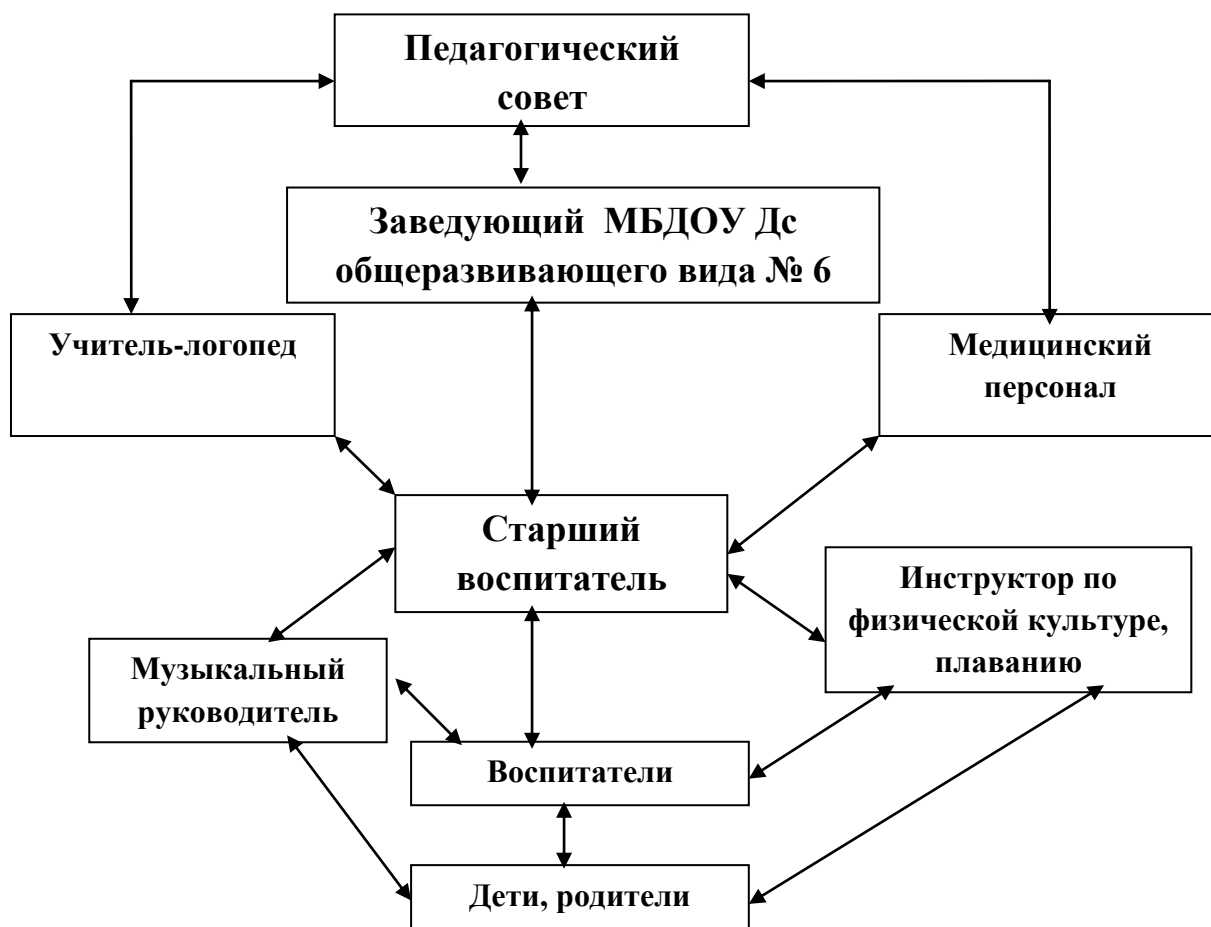 Педагогический
совет
Заведующий МБДОУ Дс
общеразвивающего вида № 6
Учитель-логопед
Медицинский
персонал
Старший
воспитатель
Инструктор по
физической культуре,
плаванию
Музыкальный
руководитель
Воспитатели
Дети, родители